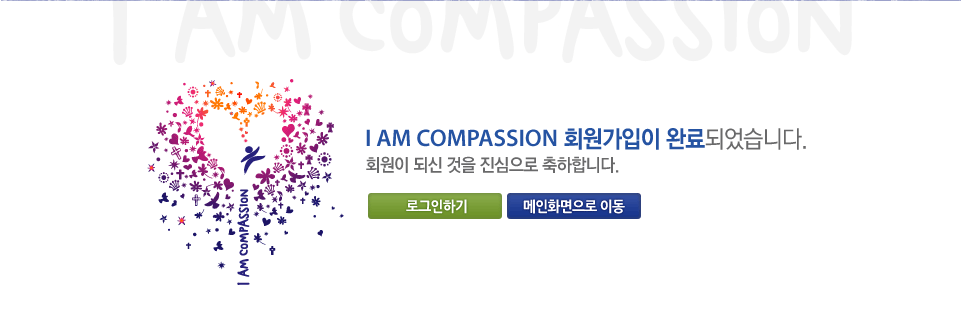 I AM COMPASSION
I AM COMPASSION 회원가입이 완료되었습니다.
회원이 되신 것을 진심으로 축하합니다.
로그인하기
메인화면으로 이동
I AM COMPASSION